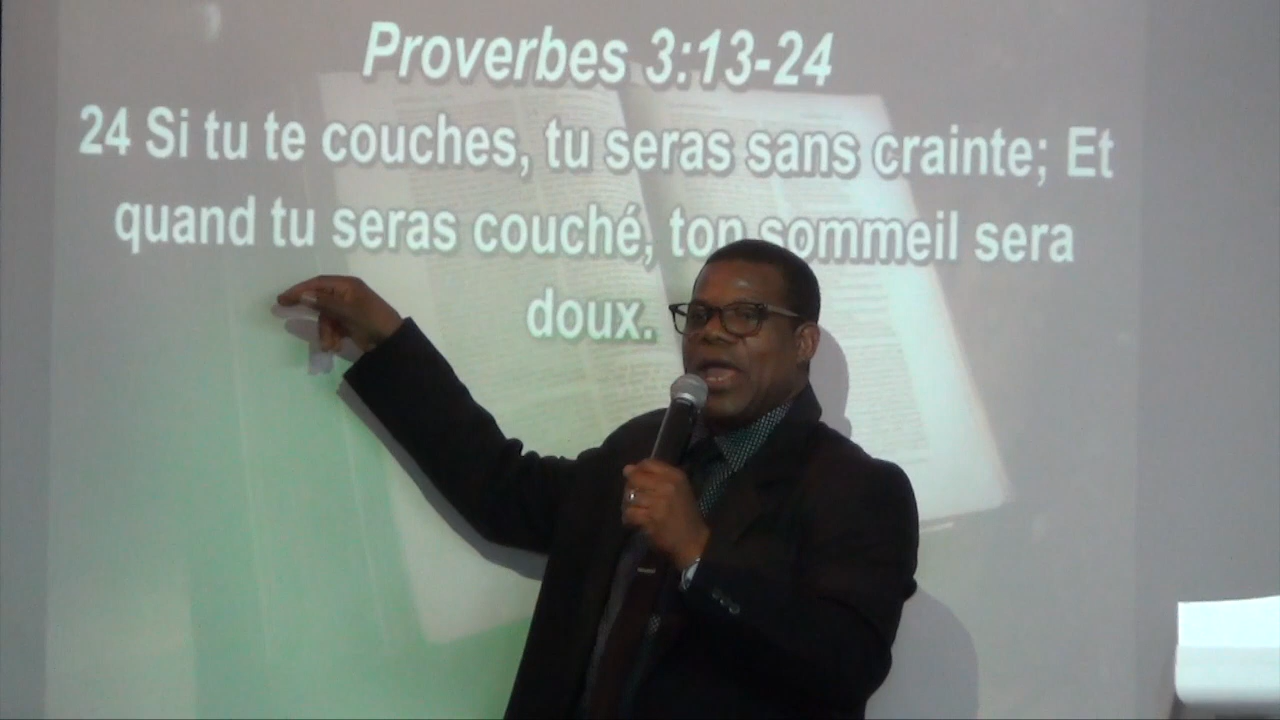 Proverbes 3:13-24
24 Si tu te couches, tu seras sans crainte; Et
quand tu seras couché, ton sommeil sera
doux.